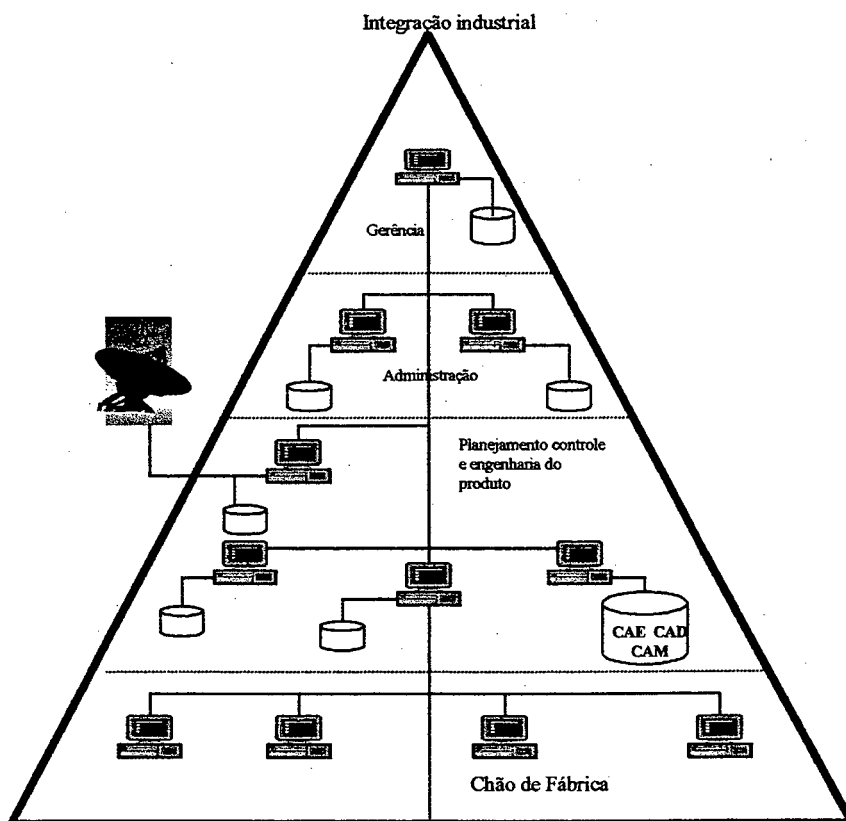 Integração industrial
Gerência
Administração
Planejamento controle
e engenharia do
produto
CAE CAD
CAM
Chão de Fábrica